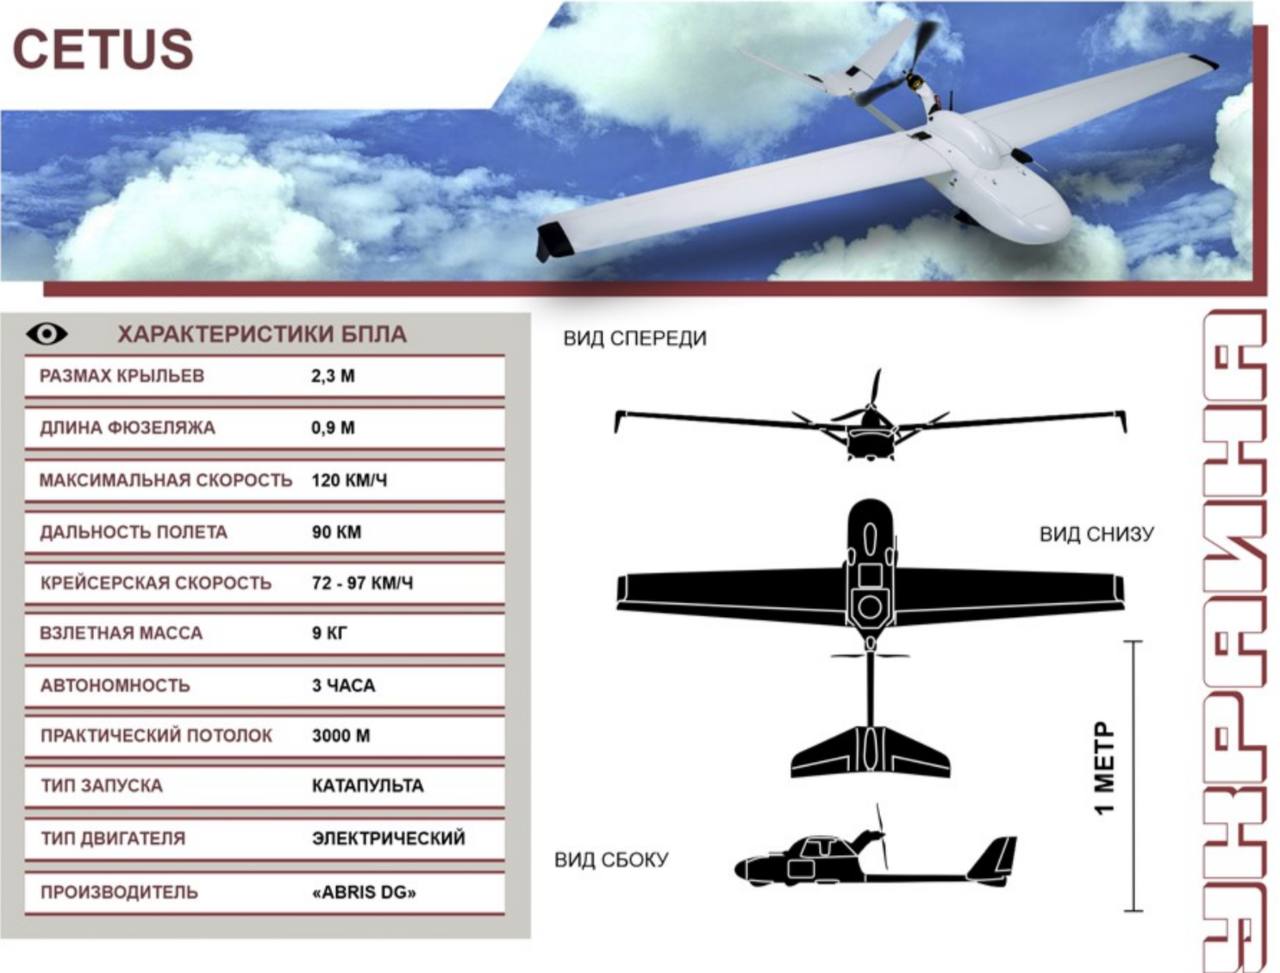 CETUS
ХАРАКТЕРИСТИКИ БПЛА
РАЗМАХ КРЫЛЬЕВ 2,3 М
ДЛИНА ФЮЗЕЛЯЖА 0,9 М
МАКСИМАЛЬНАЯ СКОРОСТЬ 120 КМ/Ч
ДАЛЬНОСТЬ ПОЛЕТА 90 КМ
КРЕЙСЕРСКАЯ СКОРОСТЬ 72 - 97 КМ/Ч
ВЗЛЕТНАЯ МАССА 9 КГ
АВТОНОМНОСТЬ 3 ЧАСА
ПРАКТИЧЕСКИЙ ПОТОЛОК 3000 М
ТИП ЗАПУСКА КАТАПУЛЬТА
ТИП ДВИГАТЕЛЯ ЭЛЕКТРИЧЕСКИЙ
ПРОИЗВОДИТЕЛЬ «ABRIS DG»
ВИД СПЕРЕДИ
ВИД СНИЗУ
1 МЕТР
ВИД СБОКУ
УКРАИНА